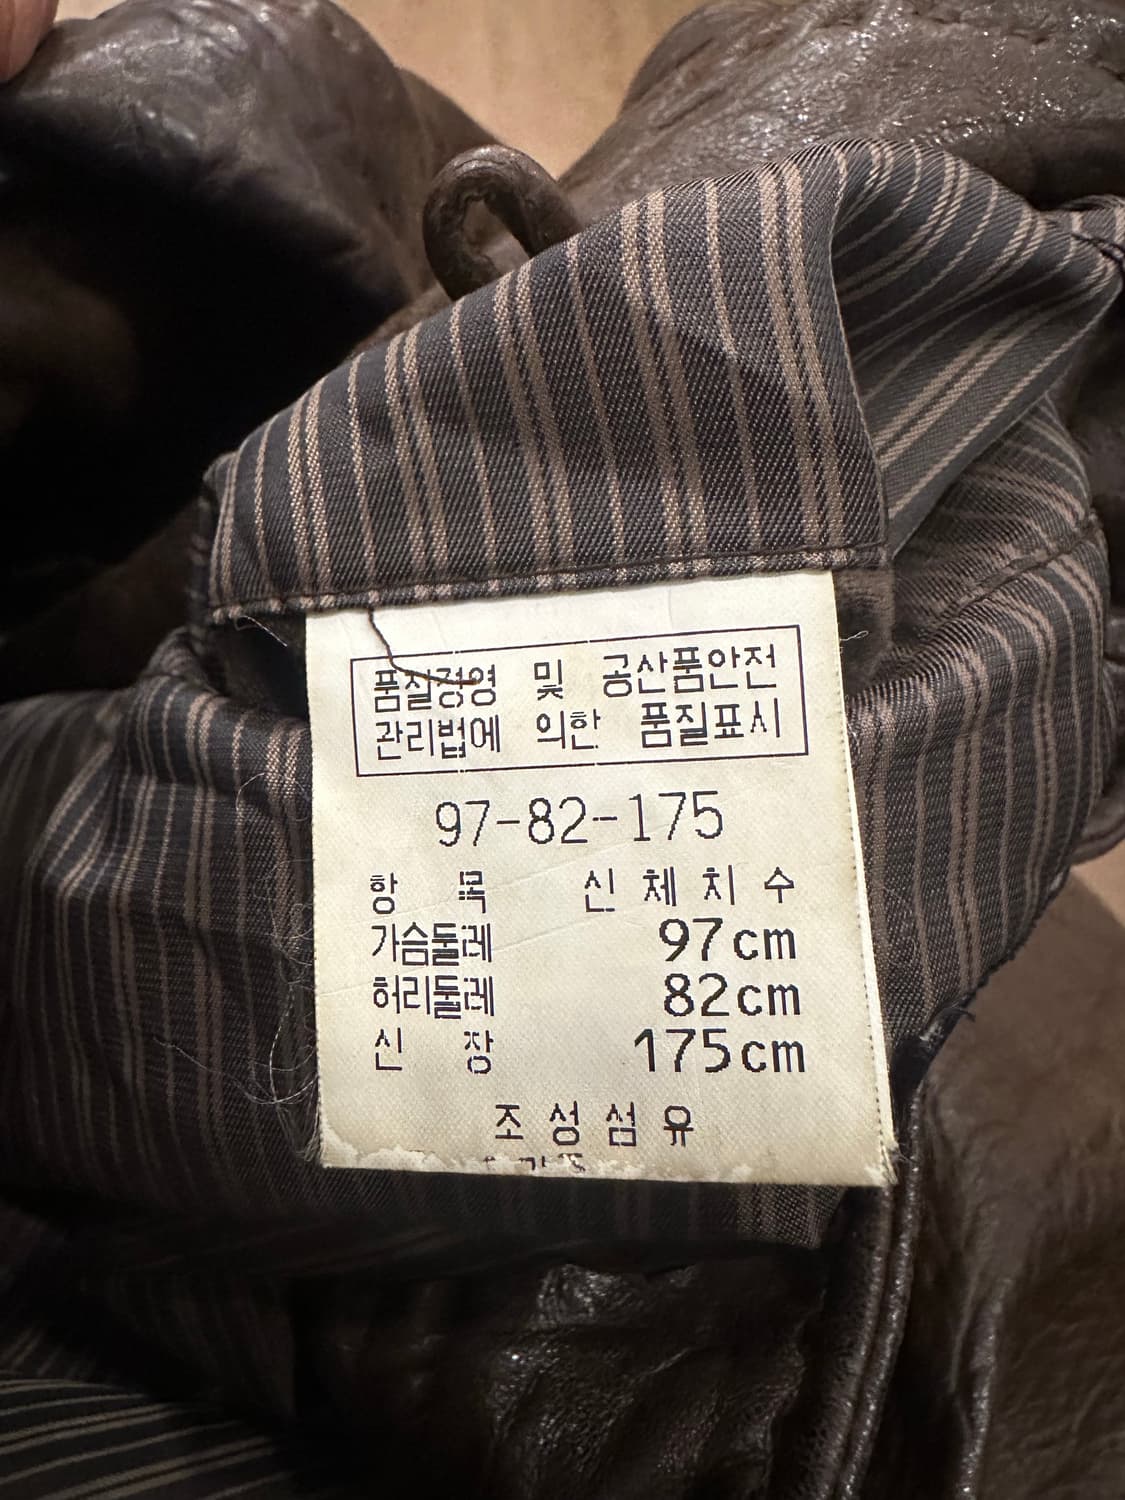 품질경영 및 공산품안전
관리법에 의한 품질표시
97-82-175
항 목 신체치수
가슴둘레 97cm
허리둘레 82cm
신 장 175cm
조성섬유